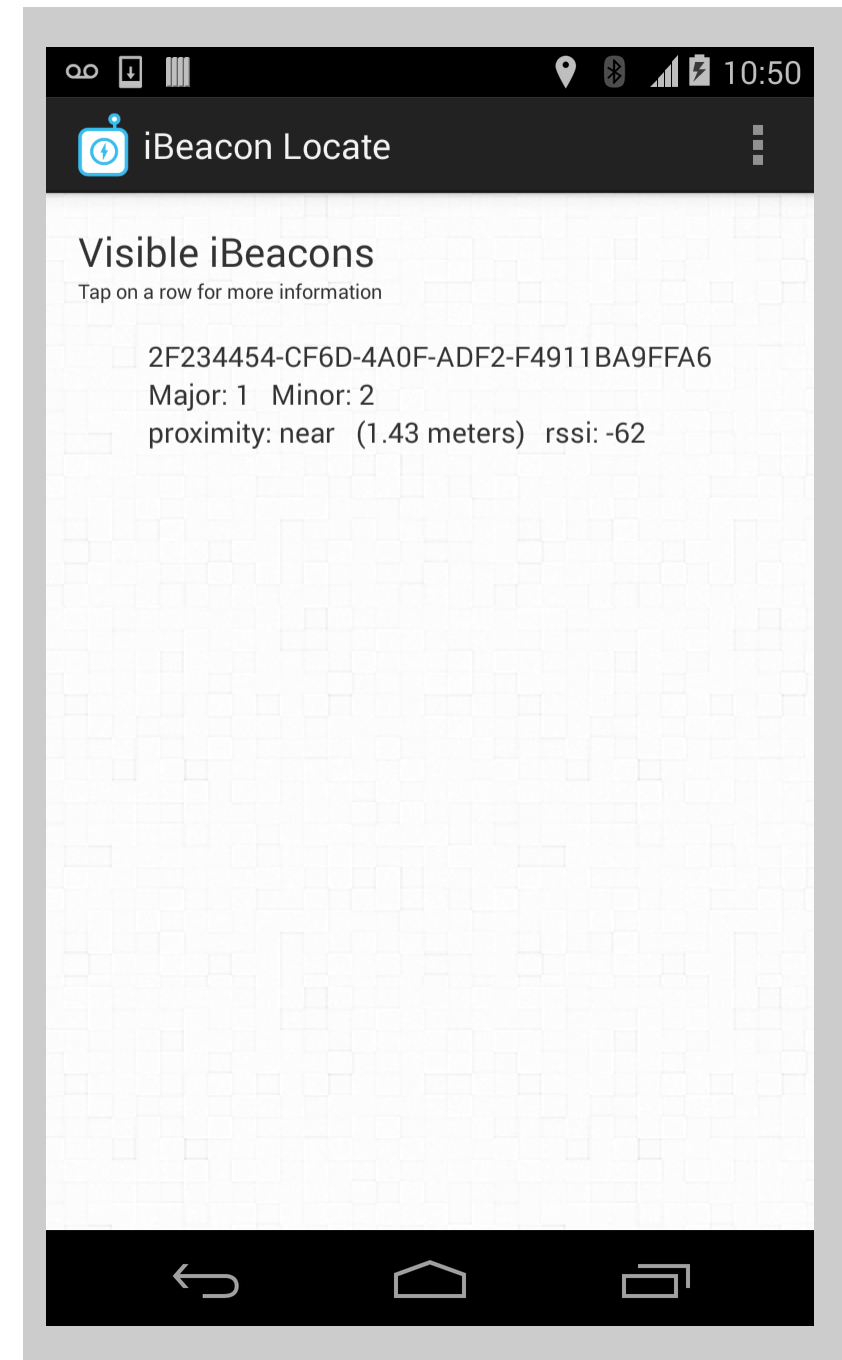 10:50
iBeacon Locate
Visible iBeacons
Tap on a row for more information
2F234454-CF6D-4A0F-ADF2-F4911BA9FFA6
Major: 1 Minor: 2
proximity: near (1.43 meters) rssi: -62